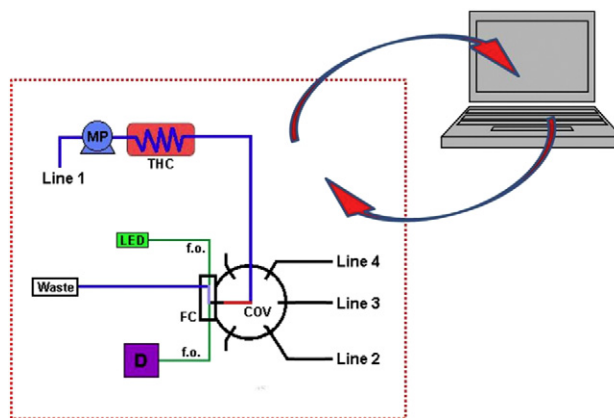 MP
THC
Line 1
LED
f.o.
Line 4
Waste
COV
Line 3
FC
Line 2
D
f.o.